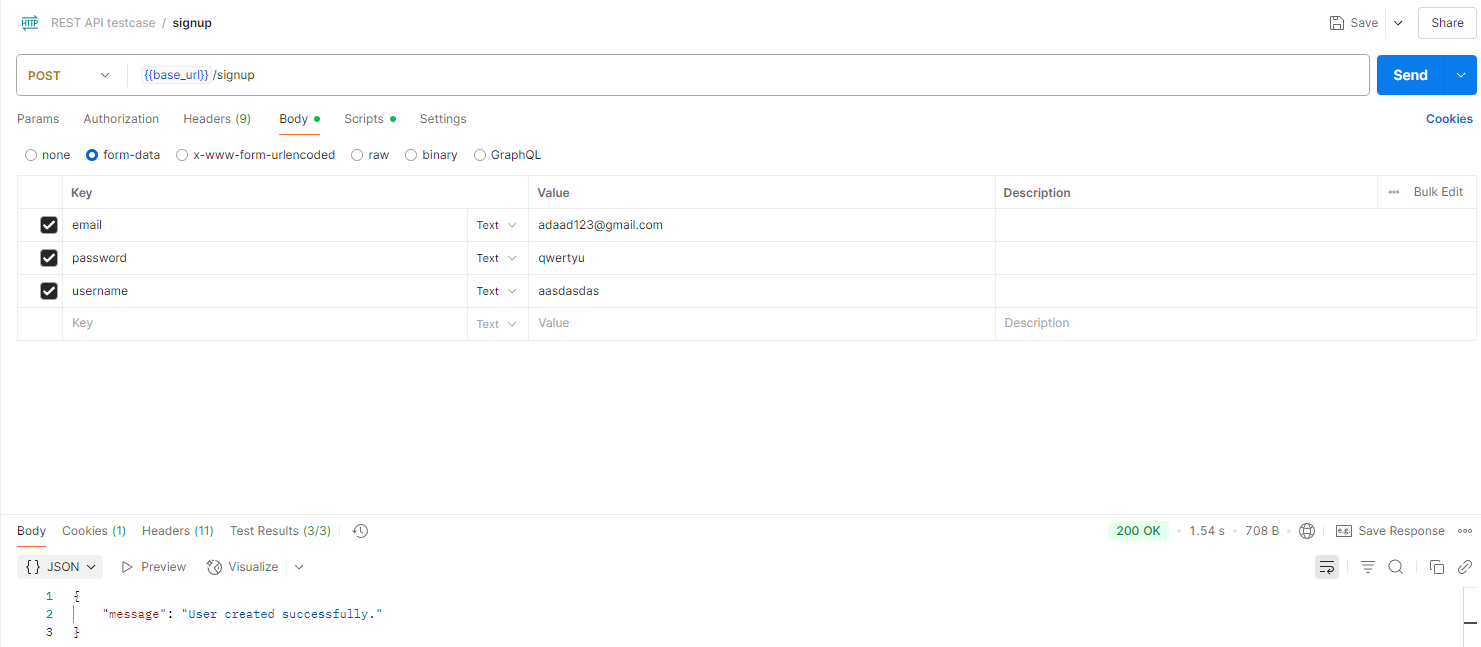 HTTP REST API testcase / signup Save Share
POST {{base_url}} /signup Send
Params Authorization Headers (9) Body Scripts Settings Cookies
none form-data x-www-form-urlencoded raw binary GraphQL
Key Value Description Bulk Edit
email Text adaad123@gmail.com
password Text qwertyu
username Text aasdasdas
Key Text Value Description
Body Cookies (1) Headers (11) Test Results (3/3) 200 OK 1.54 s 708 B e.g. Save Response
{} JSON Preview Visualize
1 {
2 "message": "User created successfully."
3 }